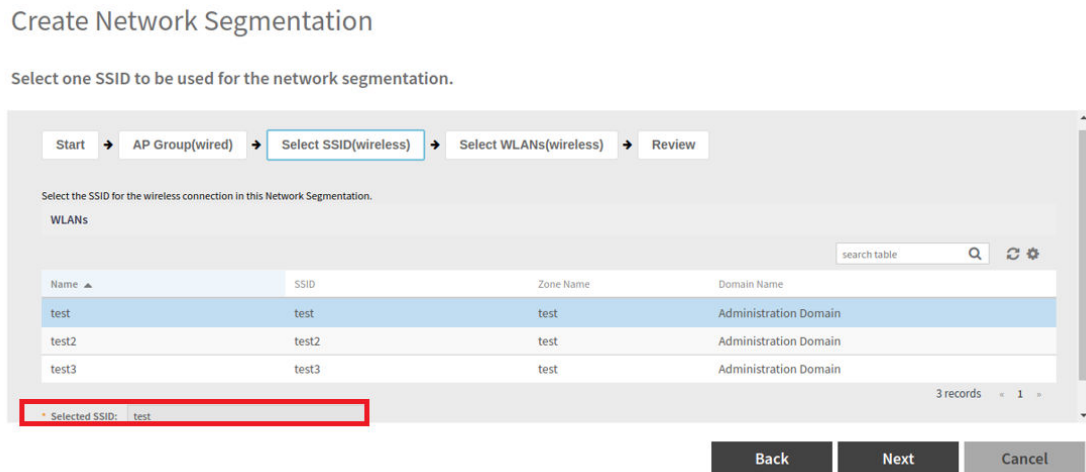 Create Network Segmentation
Select one SSID to be used for the network segmentation.
Start → AP Group(wired) → Select SSID(wireless) → Select WLANs(wireless) → Review
Select the SSID for the wireless connection in this Network Segmentation.
WLANs
search table
Name ▲ SSID Zone Name Domain Name
test test test Administration Domain
test2 test2 test Administration Domain
test3 test3 test Administration Domain
3 records « 1 »
* Selected SSID: test
Back Next Cancel